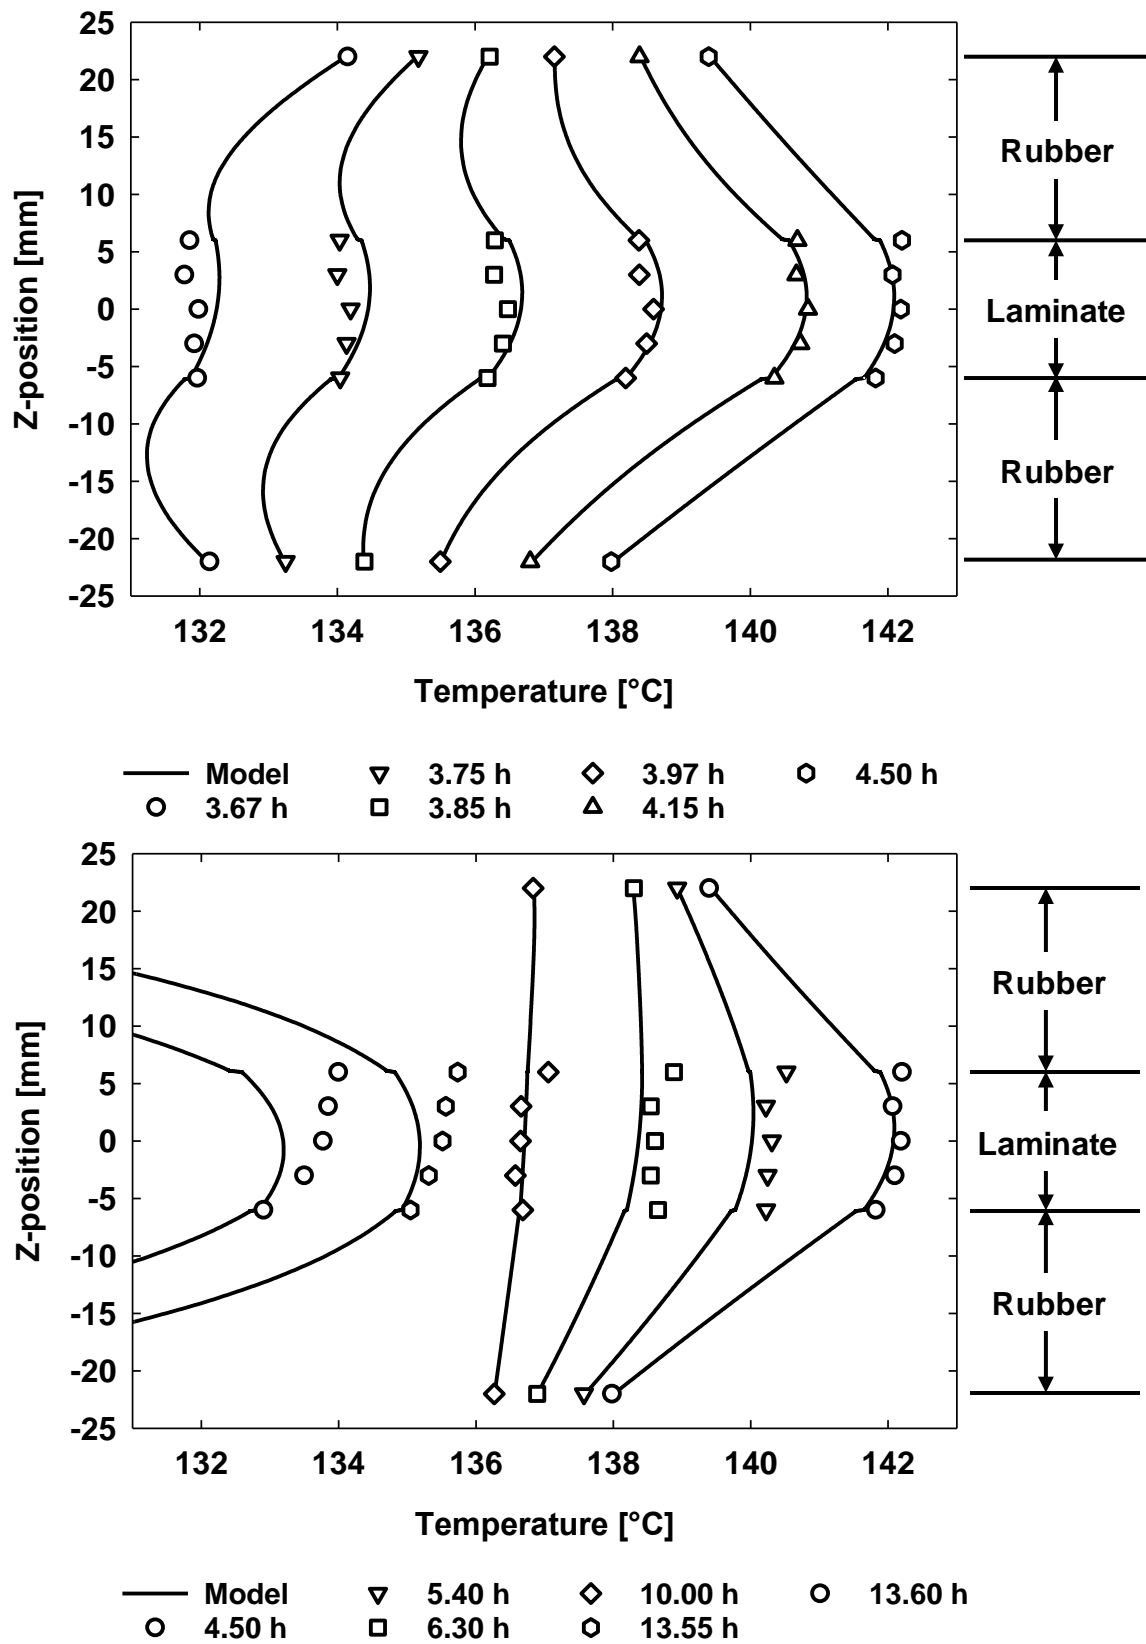 25
20
15
10
5
0
-5
-10
-15
-20
-25
Z-position [mm]
132 134 136 138 140 142
Temperature [°C]
Rubber
Laminate
Rubber
Model 3.75 h 3.97 h 4.50 h
3.67 h 3.85 h 4.15 h
25
20
15
10
5
0
-5
-10
-15
-20
-25
Z-position [mm]
132 134 136 138 140 142
Temperature [°C]
Rubber
Laminate
Rubber
Model 5.40 h 10.00 h 13.60 h
4.50 h 6.30 h 13.55 h